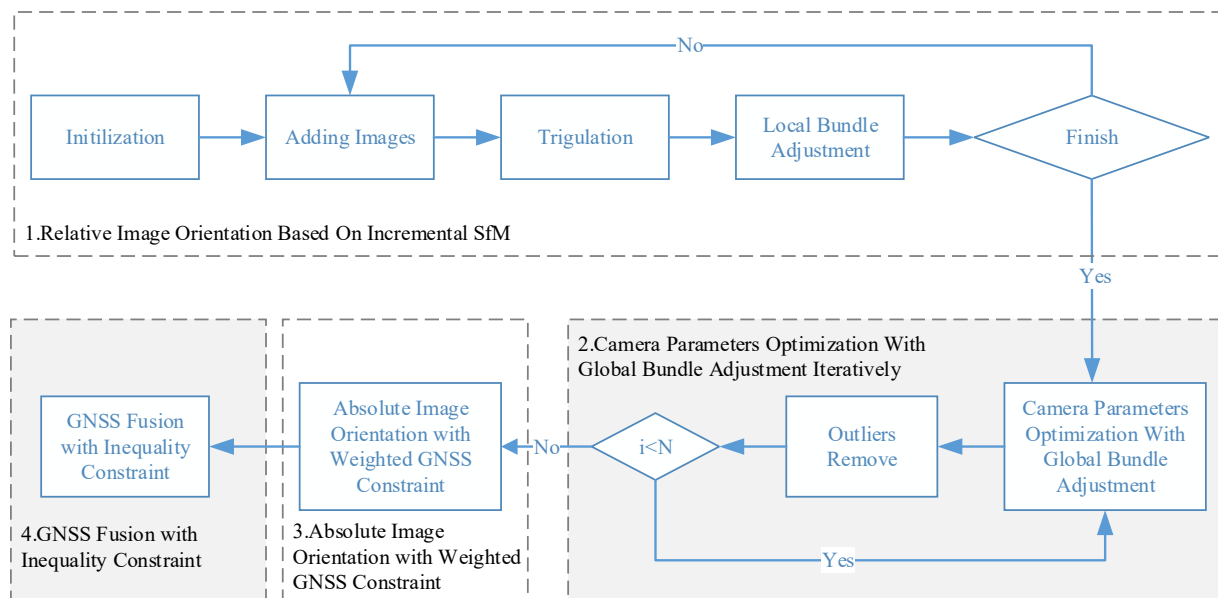 No
Initilization
Adding Images
Trigulation
Local Bundle
Adjustment
Finish
1.Relative Image Orientation Based On Incremental SfM
Yes
2.Camera Parameters Optimization With
Global Bundle Adjustment Iteratively
GNSS Fusion
with Inequality
Constraint
Absolute Image
Orientation with
Weighted GNSS
Constraint
No
i<N
Outliers
Remove
Camera Parameters
Optimization With
Global Bundle
Adjustment
4.GNSS Fusion with
Inequality Constraint
3.Absolute Image
Orientation with Weighted
GNSS Constraint
Yes